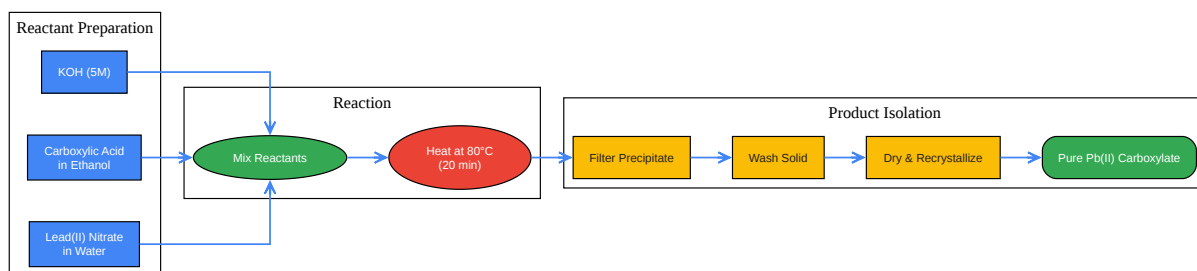 Reactant Preparation
KOH (5M)
Carboxylic Acid
in Ethanol
Lead(II) Nitrate
in Water
Reaction
Mix Reactants
Heat at 80°C
(20 min)
Product Isolation
Filter Precipitate
Wash Solid
Dry & Recrystallize
Pure Pb(II) Carboxylate